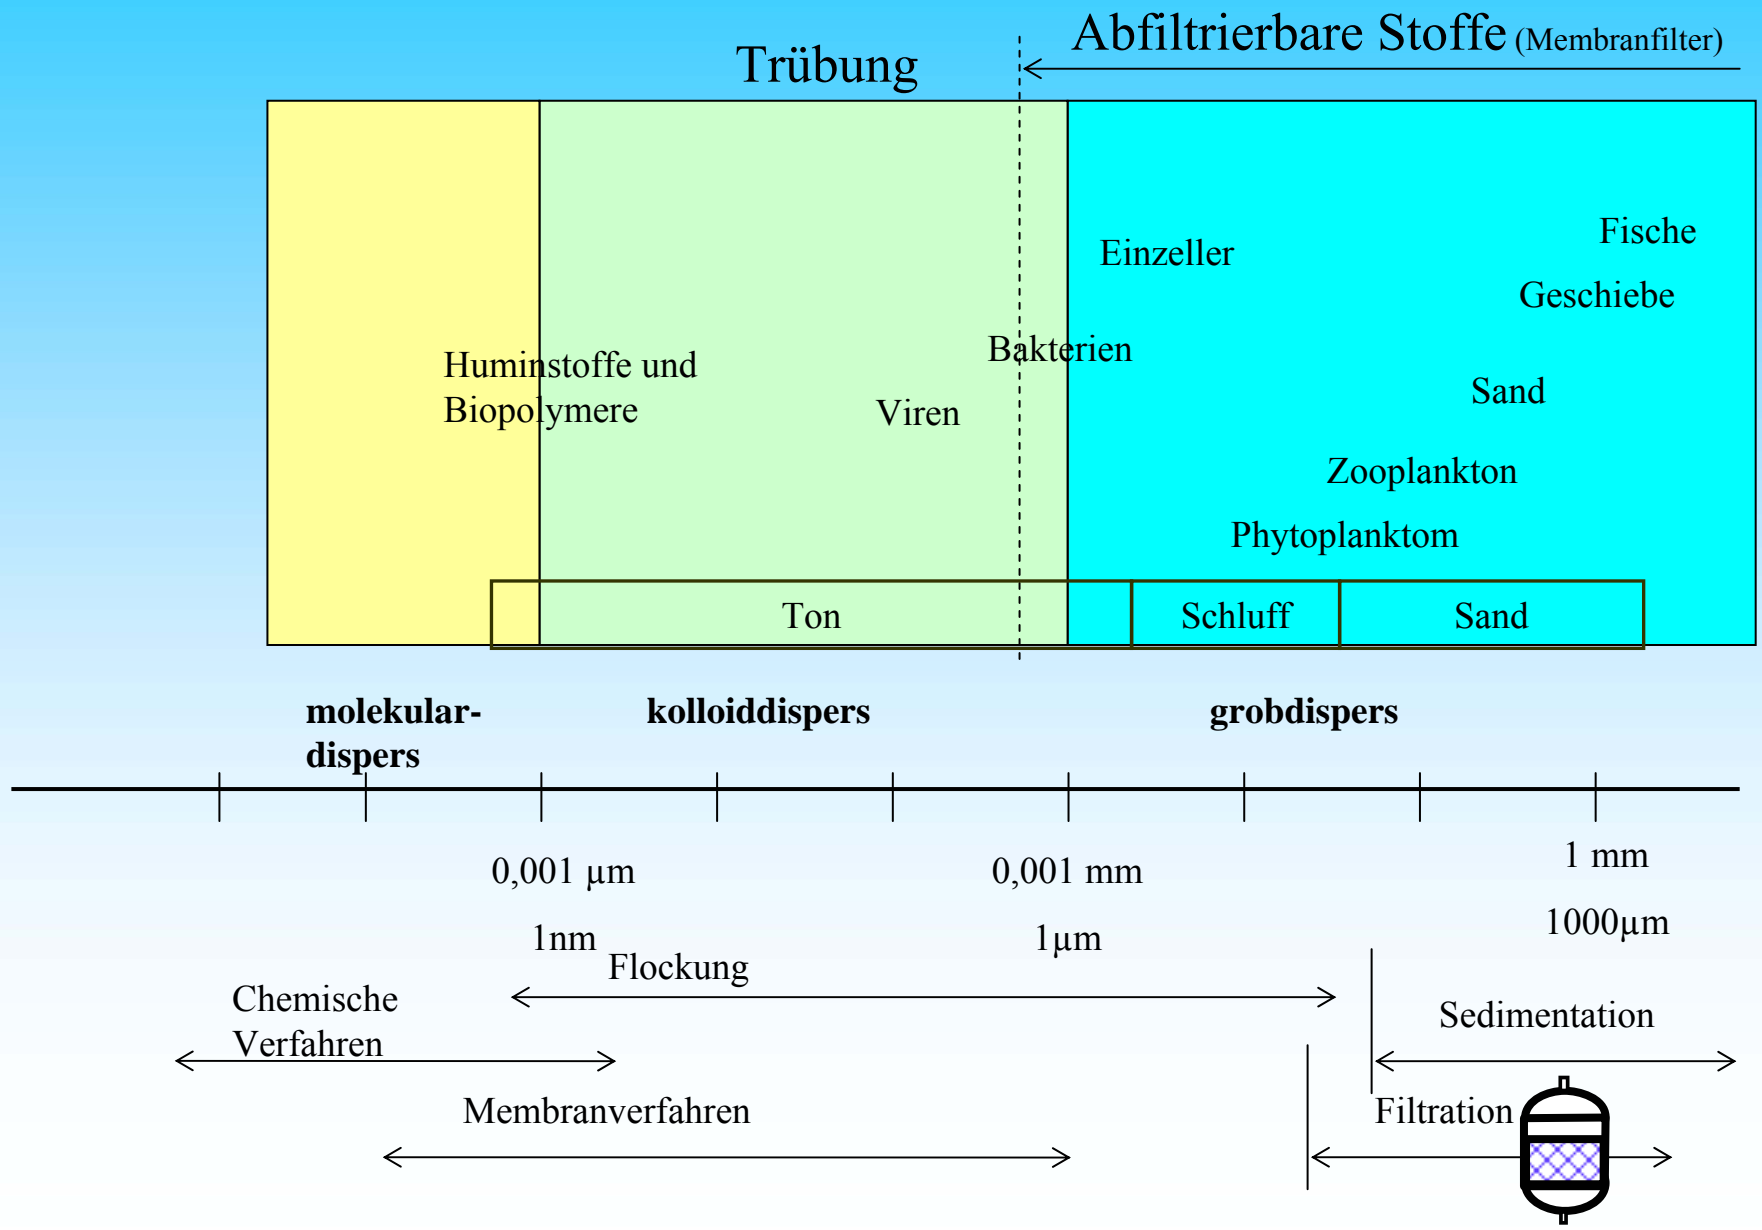 Abfiltrierbare Stoffe (Membranfilter)
Trübung
Fische
Einzeller
Geschiebe
Bakterien
Huminstoffe und
Biopolymere
Sand
Viren
Zooplankton
Phytoplanktom
Ton
Schluff
Sand
molekular-
dispers
kolloiddispers
grobdispers
0,001 µm
0,001 mm
1 mm
1nm
1µm
1000µm
Flockung
Chemische
Verfahren
Sedimentation
Membranverfahren
Filtration